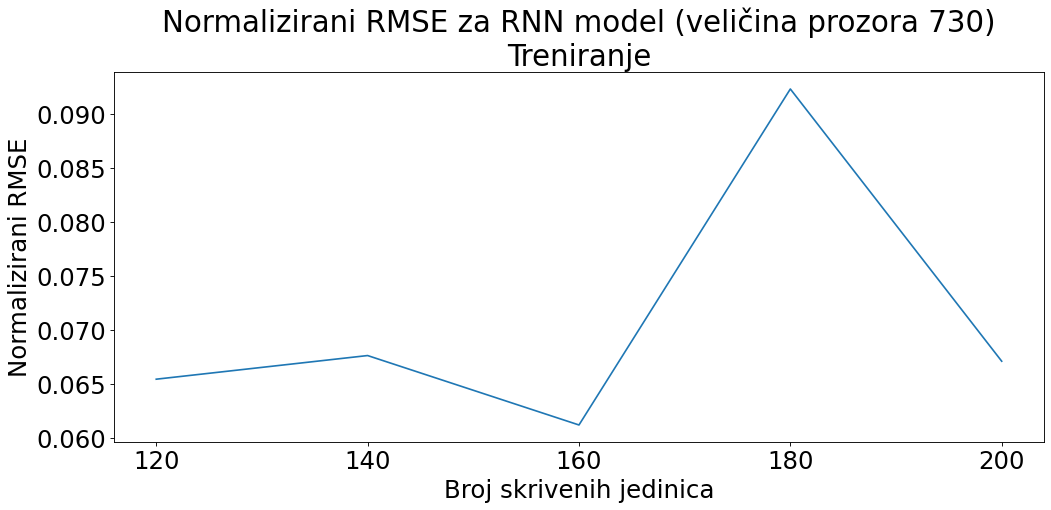 Normalizirani RMSE za RNN model (veličina prozora 730)
Treniranje
Normalizirani RMSE
0.090
0.085
0.080
0.075
0.070
0.065
0.060
120 140 160 180 200
Broj skrivenih jedinica